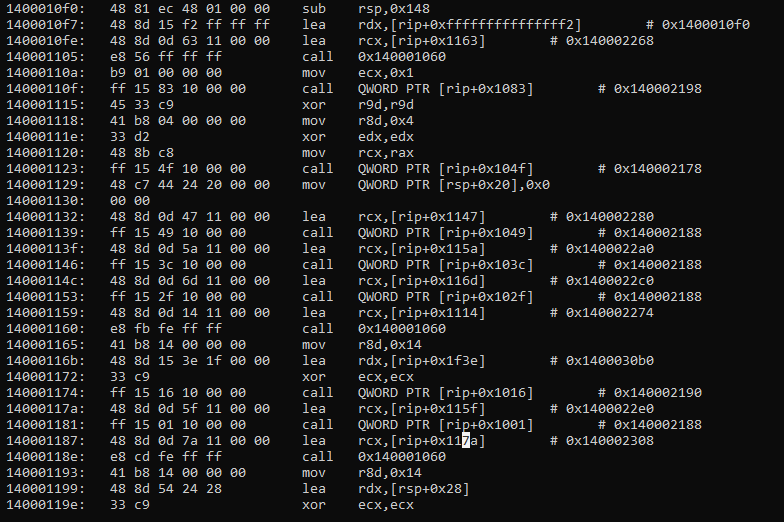 1400010f0: 48 81 ec 48 01 00 00 sub rsp,0x148
1400010f7: 48 8d 15 f2 ff ff ff lea rdx,[rip+0xfffffffffffffff2] # 0x1400010f0
1400010fe: 48 8d 0d 63 11 00 00 lea rcx,[rip+0x1163] # 0x140002268
140001105: e8 56 ff ff ff call 0x140001060
14000110a: b9 01 00 00 00 mov ecx,0x1
14000110f: ff 15 83 10 00 00 call QWORD PTR [rip+0x1083] # 0x140002198
140001115: 45 33 c9 xor r9d,r9d
140001118: 41 b8 04 00 00 00 mov r8d,0x4
14000111e: 33 d2 xor edx,edx
140001120: 48 8b c8 mov rcx,rax
140001123: ff 15 4f 10 00 00 call QWORD PTR [rip+0x104f] # 0x140002178
140001129: 48 c7 44 24 20 00 00 mov QWORD PTR [rsp+0x20],0x0
140001130: 00 00
140001132: 48 8d 0d 47 11 00 00 lea rcx,[rip+0x1147] # 0x140002280
140001139: ff 15 49 10 00 00 call QWORD PTR [rip+0x1049] # 0x140002188
14000113f: 48 8d 0d 5a 11 00 00 lea rcx,[rip+0x115a] # 0x1400022a0
140001146: ff 15 3c 10 00 00 call QWORD PTR [rip+0x103c] # 0x140002188
14000114c: 48 8d 0d 6d 11 00 00 lea rcx,[rip+0x116d] # 0x1400022c0
140001153: ff 15 2f 10 00 00 call QWORD PTR [rip+0x102f] # 0x140002188
140001159: 48 8d 0d 14 11 00 00 lea rcx,[rip+0x1114] # 0x140002274
140001160: e8 fb fe ff ff call 0x140001060
140001165: 41 b8 14 00 00 00 mov r8d,0x14
14000116b: 48 8d 15 3e 1f 00 00 lea rdx,[rip+0x1f3e] # 0x1400030b0
140001172: 33 c9 xor ecx,ecx
140001174: ff 15 16 10 00 00 call QWORD PTR [rip+0x1016] # 0x140002190
14000117a: 48 8d 0d 5f 11 00 00 lea rcx,[rip+0x115f] # 0x1400022e0
140001181: ff 15 01 10 00 00 call QWORD PTR [rip+0x1001] # 0x140002188
140001187: 48 8d 0d 7a 11 00 00 lea rcx,[rip+0x117a] # 0x140002308
14000118e: e8 cd fe ff ff call 0x140001060
140001193: 41 b8 14 00 00 00 mov r8d,0x14
140001199: 48 8d 54 24 28 lea rdx,[rsp+0x28]
14000119e: 33 c9 xor ecx,ecx